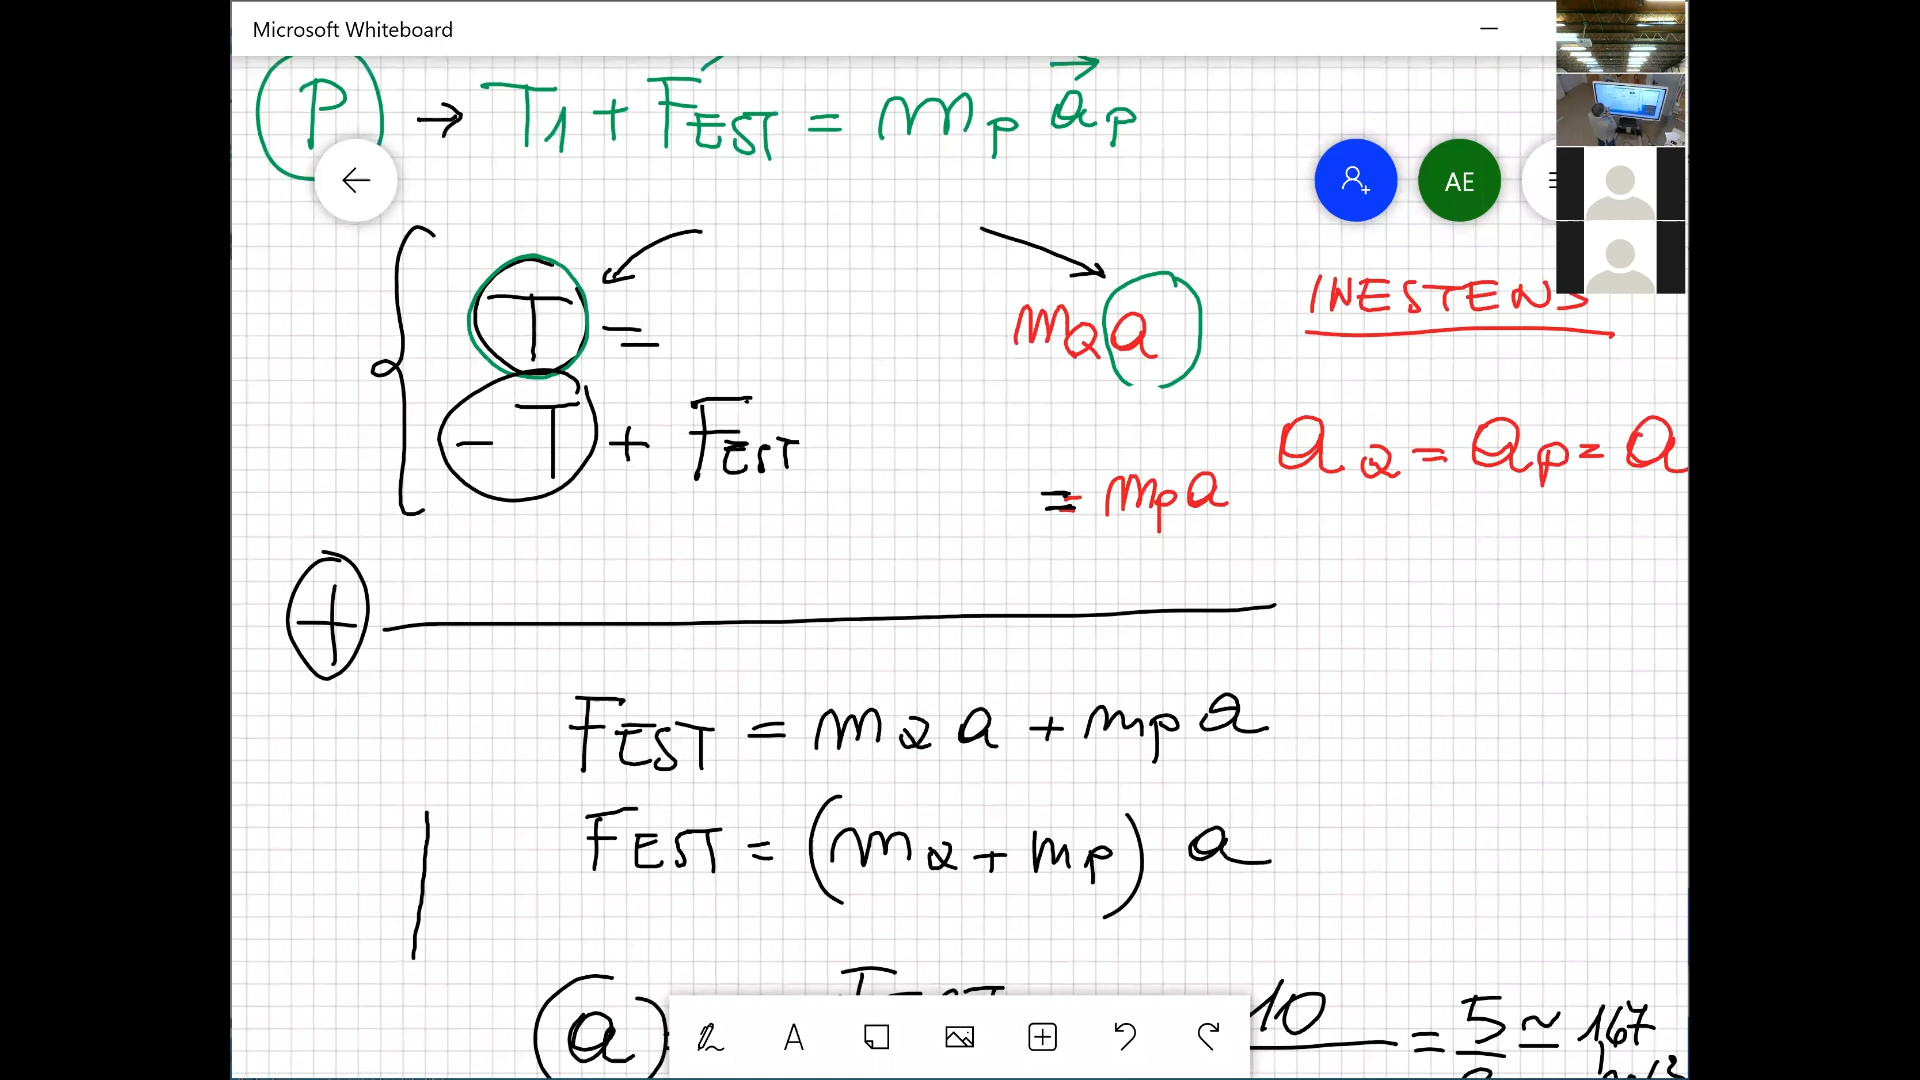 Microsoft Whiteboard
P → T1 + FEST = mp ap
AE
T = mQ a
INESTENS
- T + FEST = mp a
aQ = ap = a
+
FEST = mQ a + mp a
FEST = (mQ + mp) a
a 10 = 5 ≃ 1,67
A